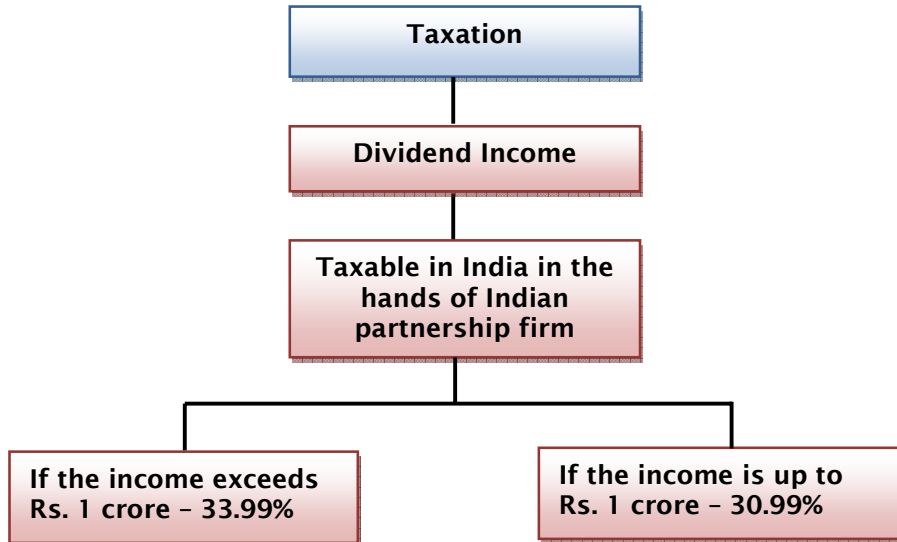 Taxation
Dividend Income
Taxable in India in the
hands of Indian
partnership firm
If the income exceeds
Rs. 1 crore – 33.99%
If the income is up to
Rs. 1 crore – 30.99%